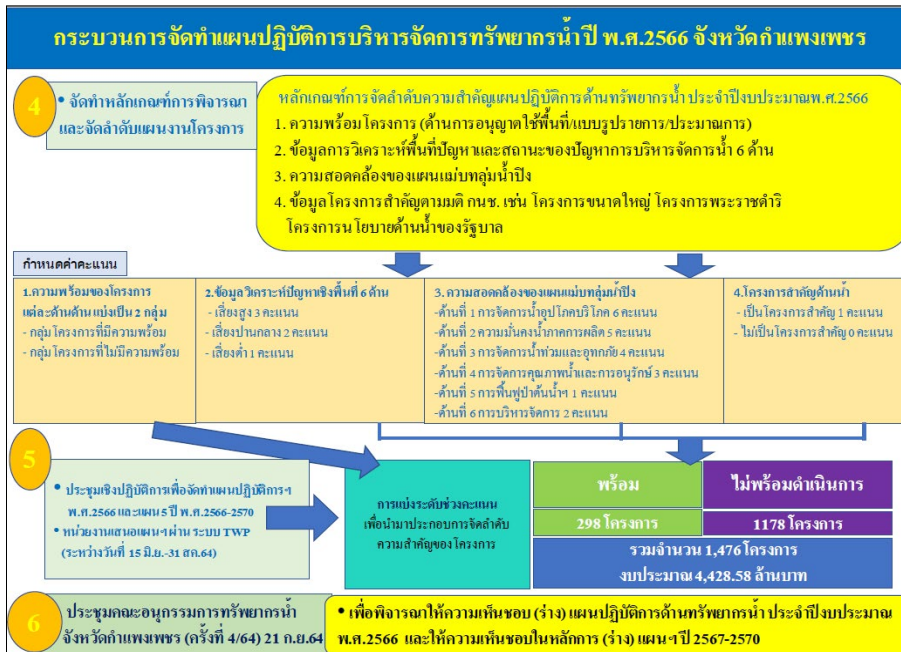 กระบวนการจัดทำแผนปฏิบัติการบริหารจัดการทรัพยากรน้ำ ปี พ.ศ.2566 จังหวัดกำแพงเพชร
4
• จัดทำหลักเกณฑ์การพิจารณา
และจัดลำดับแผนงานโครงการ
หลักเกณฑ์การจัดลำดับความสำคัญแผนปฏิบัติการด้านทรัพยากรน้ำ ประจำปีงบประมาณพ.ศ.2566
1. ความพร้อมโครงการ (ด้านการอนุญาตใช้พื้นที่/แบบรูปรายการ/ประมาณการ)
2. ข้อมูลการวิเคราะห์พื้นที่ปัญหาและสถานะของปัญหาการบริหารจัดการน้ำ 6 ด้าน
3. ความสอดคล้องของแผนแม่บทลุ่มน้ำปิง
4. ข้อมูลโครงการสำคัญตามมติ กนช. เช่น โครงการขนาดใหญ่ โครงการพระราชดำริ
โครงการนโยบายด้านน้ำของรัฐบาล
กำหนดค่าคะแนน
1.ความพร้อมของโครงการ
แต่ละด้านด้าน แบ่งเป็น 2 กลุ่ม
- กลุ่มโครงการที่มีความพร้อม
- กลุ่มโครงการที่ไม่มีความพร้อม
2.ข้อมูลวิเคราะห์ปัญหาเชิงพื้นที่ 6 ด้าน
- เสี่ยงสูง 3 คะแนน
- เสี่ยงปานกลาง 2 คะแนน
- เสี่ยงต่ำ 1 คะแนน
3. ความสอดคล้องของแผนแม่บทลุ่มน้ำปิง
-ด้านที่ 1 การจัดการน้ำอุปโภคบริโภค 6 คะแนน
-ด้านที่ 2 ความมั่นคงน้ำภาคการผลิต 5 คะแนน
-ด้านที่ 3 การจัดการน้ำท่วมและอุทกภัย 4 คะแนน
-ด้านที่ 4 การจัดคุณภาพน้ำและการอนุรักษ์ 3 คะแนน
-ด้านที่ 5 การฟื้นฟูป่าต้นน้ำฯ 1 คะแนน
-ด้านที่ 6 การบริหารจัดการ 2 คะแนน
4.โครงการสำคัญด้านน้ำ
- เป็นโครงการสำคัญ 1 คะแนน
- ไม่เป็นโครงการสำคัญ 0 คะแนน
5
• ประชุมเชิงปฏิบัติการเพื่อจัดทำแผนปฏิบัติการฯ
พ.ศ.2566 และแผน 5 ปี พ.ศ.2566-2570
• หน่วยงานเสนอแผนฯ ผ่าน ระบบ TWP
(ระหว่างวันที่ 15 มิ.ย.-31 สค.64)
การแบ่งระดับช่วงคะแนน
เพื่อนำมาประกอบการจัดลำดับ
ความสำคัญของโครงการ
พร้อม
ไม่พร้อมดำเนินการ
298 โครงการ
1178 โครงการ
รวมจำนวน 1,476 โครงการ
งบประมาณ 4,428.58 ล้านบาท
6
ประชุมคณะอนุกรรมการทรัพยากรน้ำ
จังหวัดกำแพงเพชร (ครั้งที่ 4/64) 21 ก.ย.64
• เพื่อพิจารณาให้ความเห็นชอบ (ร่าง) แผนปฏิบัติการด้านทรัพยากรน้ำ ประจำปีงบประมาณ
พ.ศ.2566 และให้ความเห็นชอบในหลักการ (ร่าง) แผนฯ ปี 2567-2570